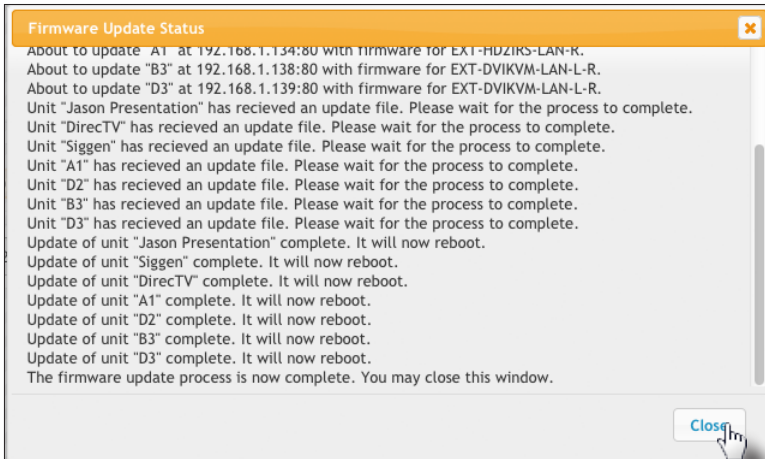 Firmware Update Status
About to update "A1" at 192.168.1.134:80 with firmware for EXT-HD2IRS-LAN-R.
About to update "B3" at 192.168.1.138:80 with firmware for EXT-DVIKVM-LAN-L-R.
About to update "D3" at 192.168.1.139:80 with firmware for EXT-DVIKVM-LAN-L-R.
Unit "Jason Presentation" has recieved an update file. Please wait for the process to complete.
Unit "DirecTV" has recieved an update file. Please wait for the process to complete.
Unit "Siggen" has recieved an update file. Please wait for the process to complete.
Unit "A1" has recieved an update file. Please wait for the process to complete.
Unit "D2" has recieved an update file. Please wait for the process to complete.
Unit "B3" has recieved an update file. Please wait for the process to complete.
Unit "D3" has recieved an update file. Please wait for the process to complete.
Update of unit "Jason Presentation" complete. It will now reboot.
Update of unit "Siggen" complete. It will now reboot.
Update of unit "DirecTV" complete. It will now reboot.
Update of unit "A1" complete. It will now reboot.
Update of unit "D2" complete. It will now reboot.
Update of unit "B3" complete. It will now reboot.
Update of unit "D3" complete. It will now reboot.
The firmware update process is now complete. You may close this window.
Close